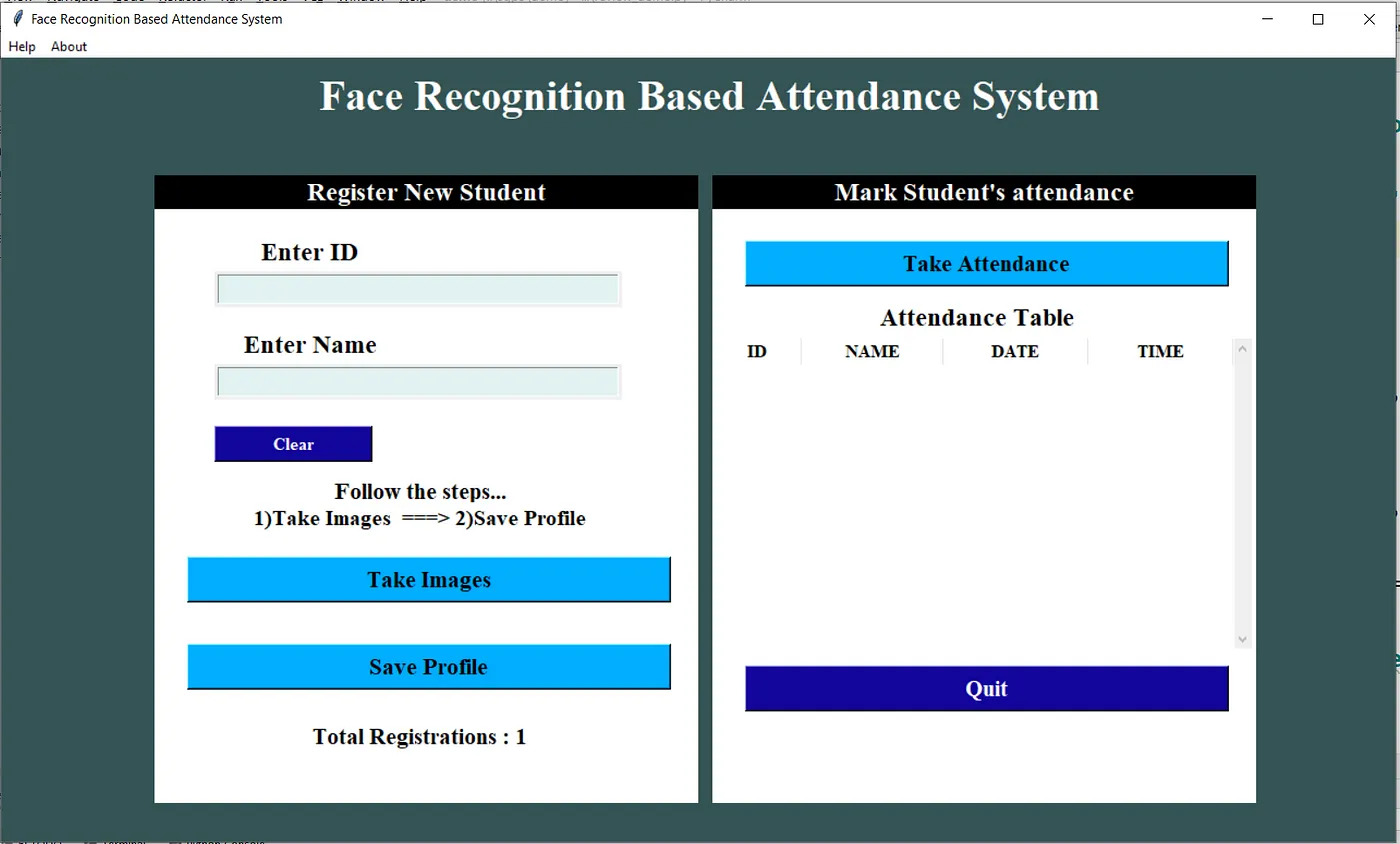 Face Recognition Based Attendance System
Help About
Face Recognition Based Attendance System
Register New Student
Enter ID
Enter Name
Clear
Follow the steps...
1)Take Images ===> 2)Save Profile
Take Images
Save Profile
Total Registrations : 1
Mark Student's attendance
Take Attendance
Attendance Table
ID NAME DATE TIME
Quit